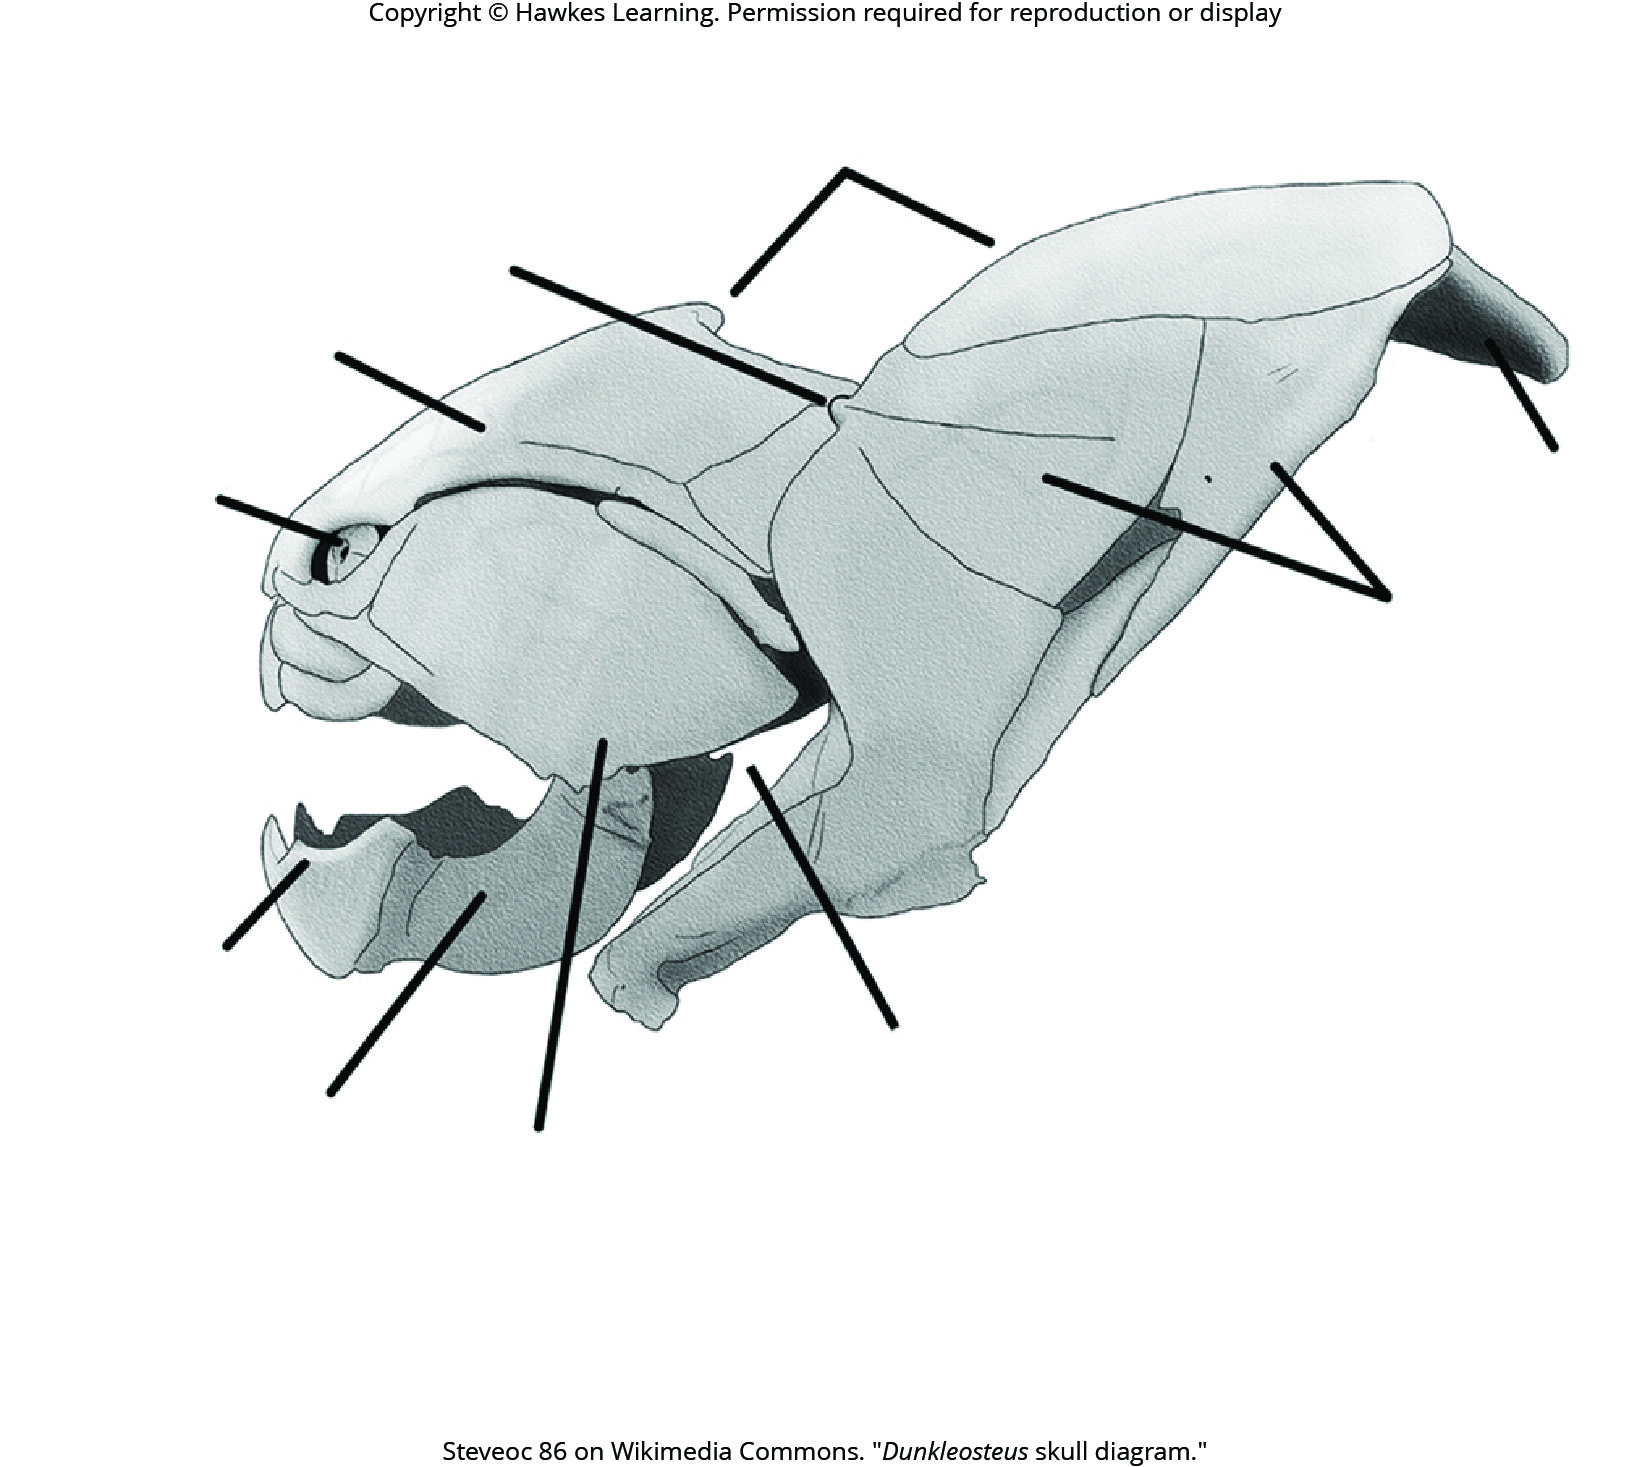 Copyright © Hawkes Learning. Permission required for reproduction or display
Steveoc 86 on Wikimedia Commons. "Dunkleosteus skull diagram."